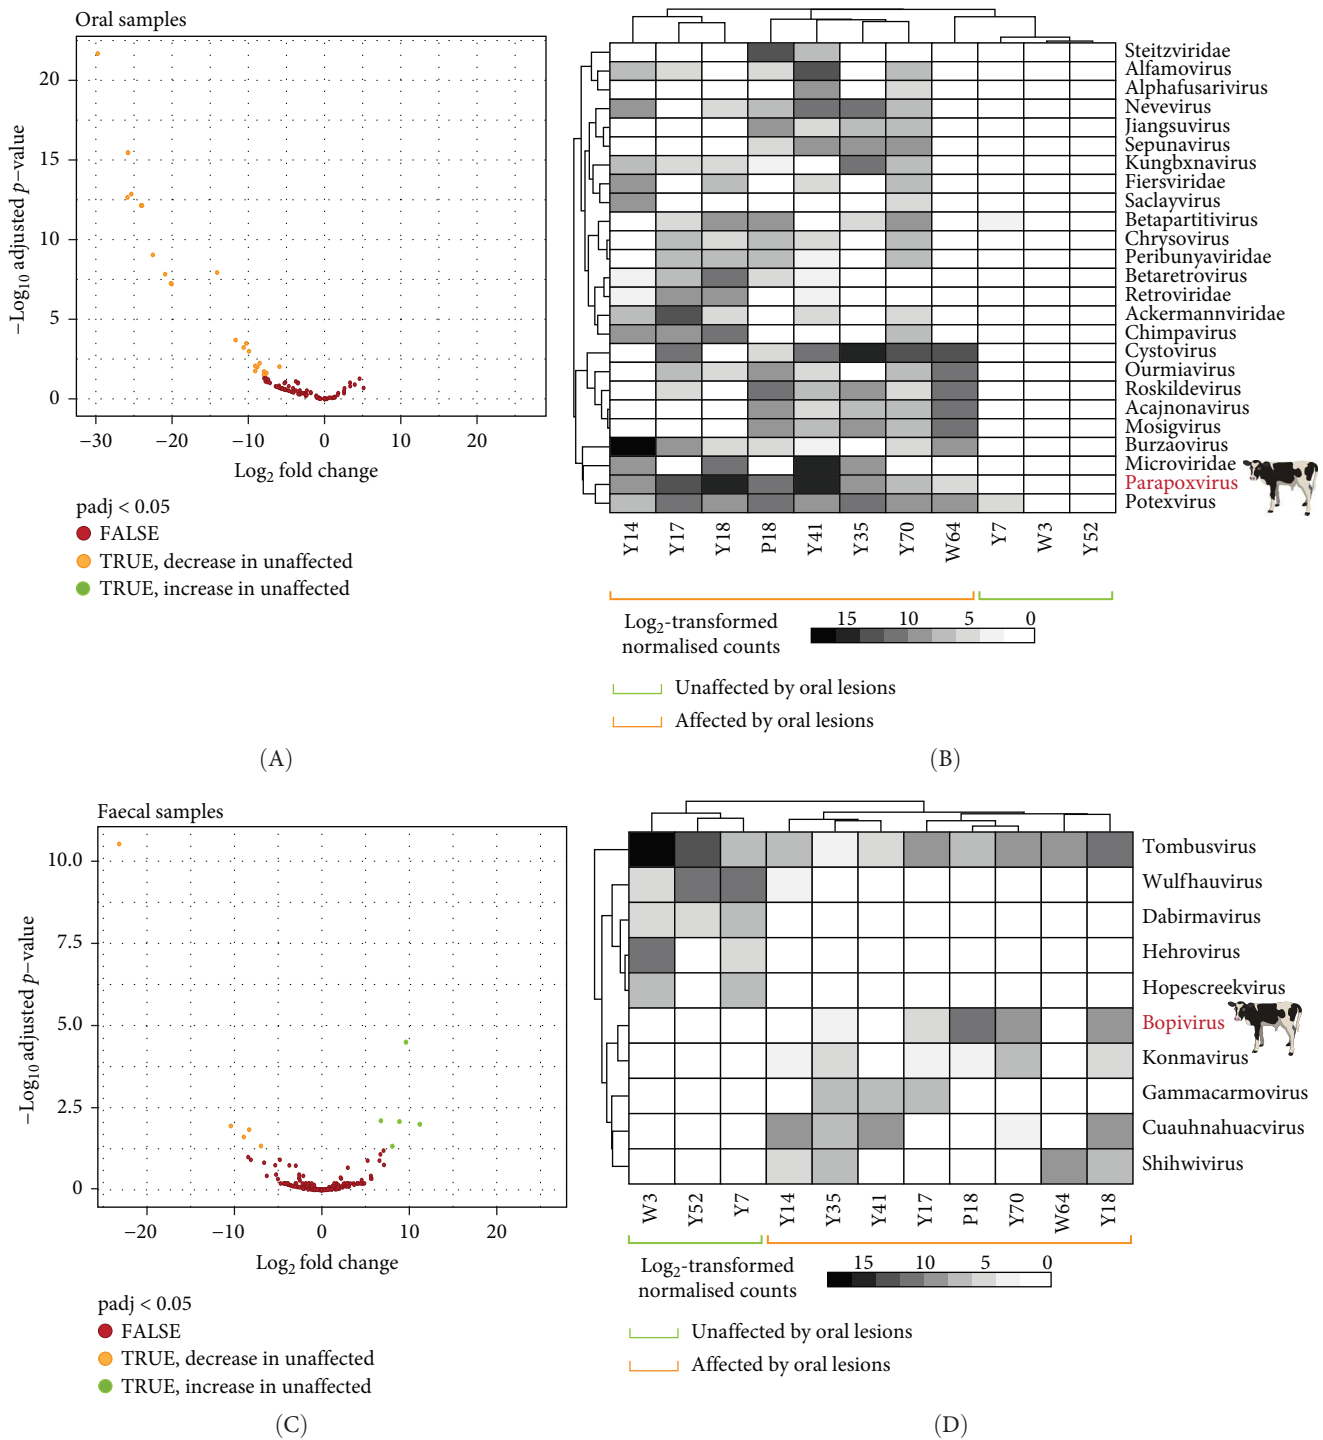 Oral samples
20
15
10
5
0
−30
−20
−10
0
10
20
−Log10 adjusted p−value
Log2 fold change
padj < 0.05
FALSE
TRUE, decrease in unaffected
TRUE, increase in unaffected
(A)
Steitzviridae
Alfamovirus
Alphafusarivirus
Nevevirus
Jiangsuvirus
Sepunavirus
Kungbxnavirus
Fiersviridae
Saclayvirus
Betapartitivirus
Chrysovirus
Peribunyaviridae
Betaretrovirus
Retroviridae
Ackermannviridae
Chimpavirus
Cystovirus
Ourmiavirus
Roskildevirus
Acajnonavirus
Mosigvirus
Burzaovirus
Microviridae
Parapoxvirus
Potexvirus
Y14
Y17
Y18
P18
Y41
Y35
Y70
W64
Y7
W3
Y52
Log2-transformed
normalised counts
15
10
5
0
Unaffected by oral lesions
Affected by oral lesions
(B)
Faecal samples
10.0
7.5
5.0
2.5
0
−20
−10
0
10
20
−Log10 adjusted p−value
Log2 fold change
padj < 0.05
FALSE
TRUE, decrease in unaffected
TRUE, increase in unaffected
(C)
Tombusvirus
Wulfhauvirus
Dabirmavirus
Hehrovirus
Hopescreekvirus
Bopivirus
Konmavirus
Gammacarmovirus
Cuauhnahuacvirus
Shihwivirus
W3
Y52
Y7
Y14
Y35
Y41
Y17
P18
Y70
W64
Y18
Log2-transformed
normalised counts
15
10
5
0
Unaffected by oral lesions
Affected by oral lesions
(D)